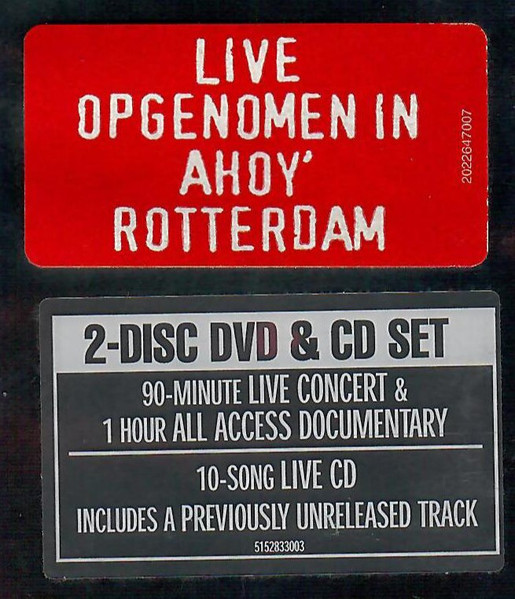 LIVE
OPGENOMEN IN
AHOY'
ROTTERDAM
2022647007
2-DISC DVD & CD SET
90-MINUTE LIVE CONCERT &
1 HOUR ALL ACCESS DOCUMENTARY
10-SONG LIVE CD
INCLUDES A PREVIOUSLY UNRELEASED TRACK
5152833003